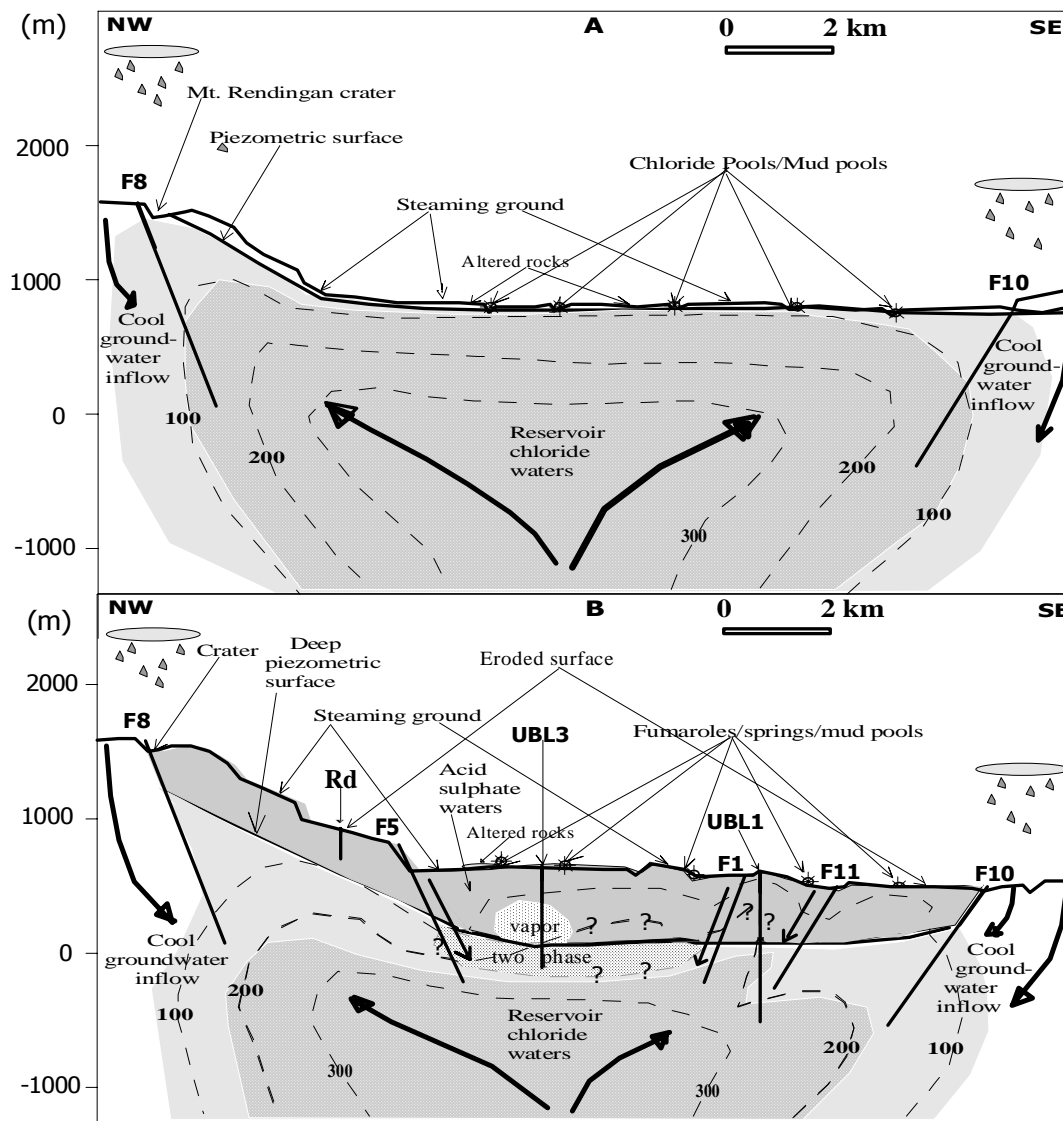 (m)
NW
A
0
2 km
SE
Mt. Rendingan crater
2000
Piezometric surface
Chloride Pools/Mud pools
F8
Steaming ground
1000
Altered rocks
F10
Cool
ground-
water
inflow
Cool
ground-
water
inflow
0
100
200
Reservoir
chloride
waters
200
100
300
-1000
(m)
NW
B
0
2 km
SE
Crater
Deep
piezometric
surface
Eroded surface
2000
F8
Steaming ground
UBL3
Fumaroles/springs/mud pools
Rd
Acid
sulphate
waters
1000
F5
Altered rocks
UBL1
F1
F11
F10
vapor
?
?
?
?
?
two phase
?
?
0
Cool
groundwater
inflow
Cool
ground-
water
inflow
200
100
Reservoir
chloride
waters
200
100
300
300
-1000